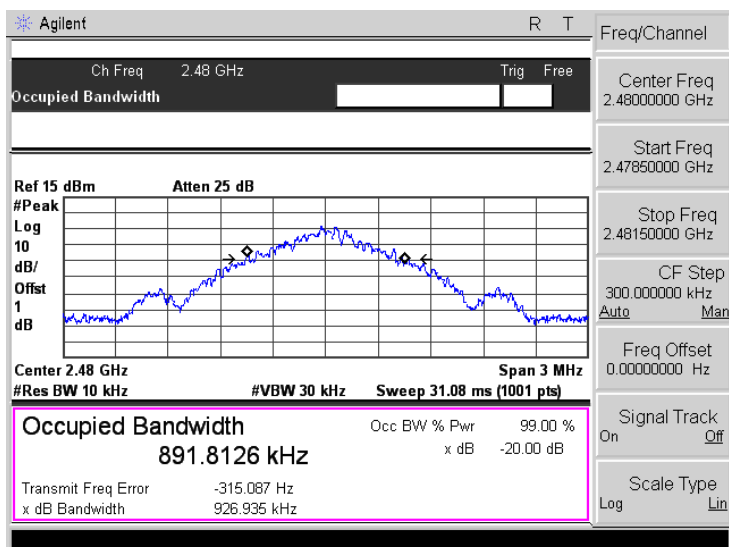 Agilent R T
Ch Freq 2.48 GHz Trig Free
Occupied Bandwidth
Ref 15 dBm Atten 25 dB
#Peak
Log
10
dB/
Offst
1
dB
Center 2.48 GHz Span 3 MHz
#Res BW 10 kHz #VBW 30 kHz Sweep 31.08 ms (1001 pts)
Occupied Bandwidth Occ BW % Pwr 99.00 %
891.8126 kHz x dB -20.00 dB
Transmit Freq Error -315.087 Hz
x dB Bandwidth 926.935 kHz
Freq/Channel
Center Freq
2.48000000 GHz
Start Freq
2.47850000 GHz
Stop Freq
2.48150000 GHz
CF Step
300.000000 kHz
Auto Man
Freq Offset
0.00000000 Hz
Signal Track
On Off
Scale Type
Log Lin